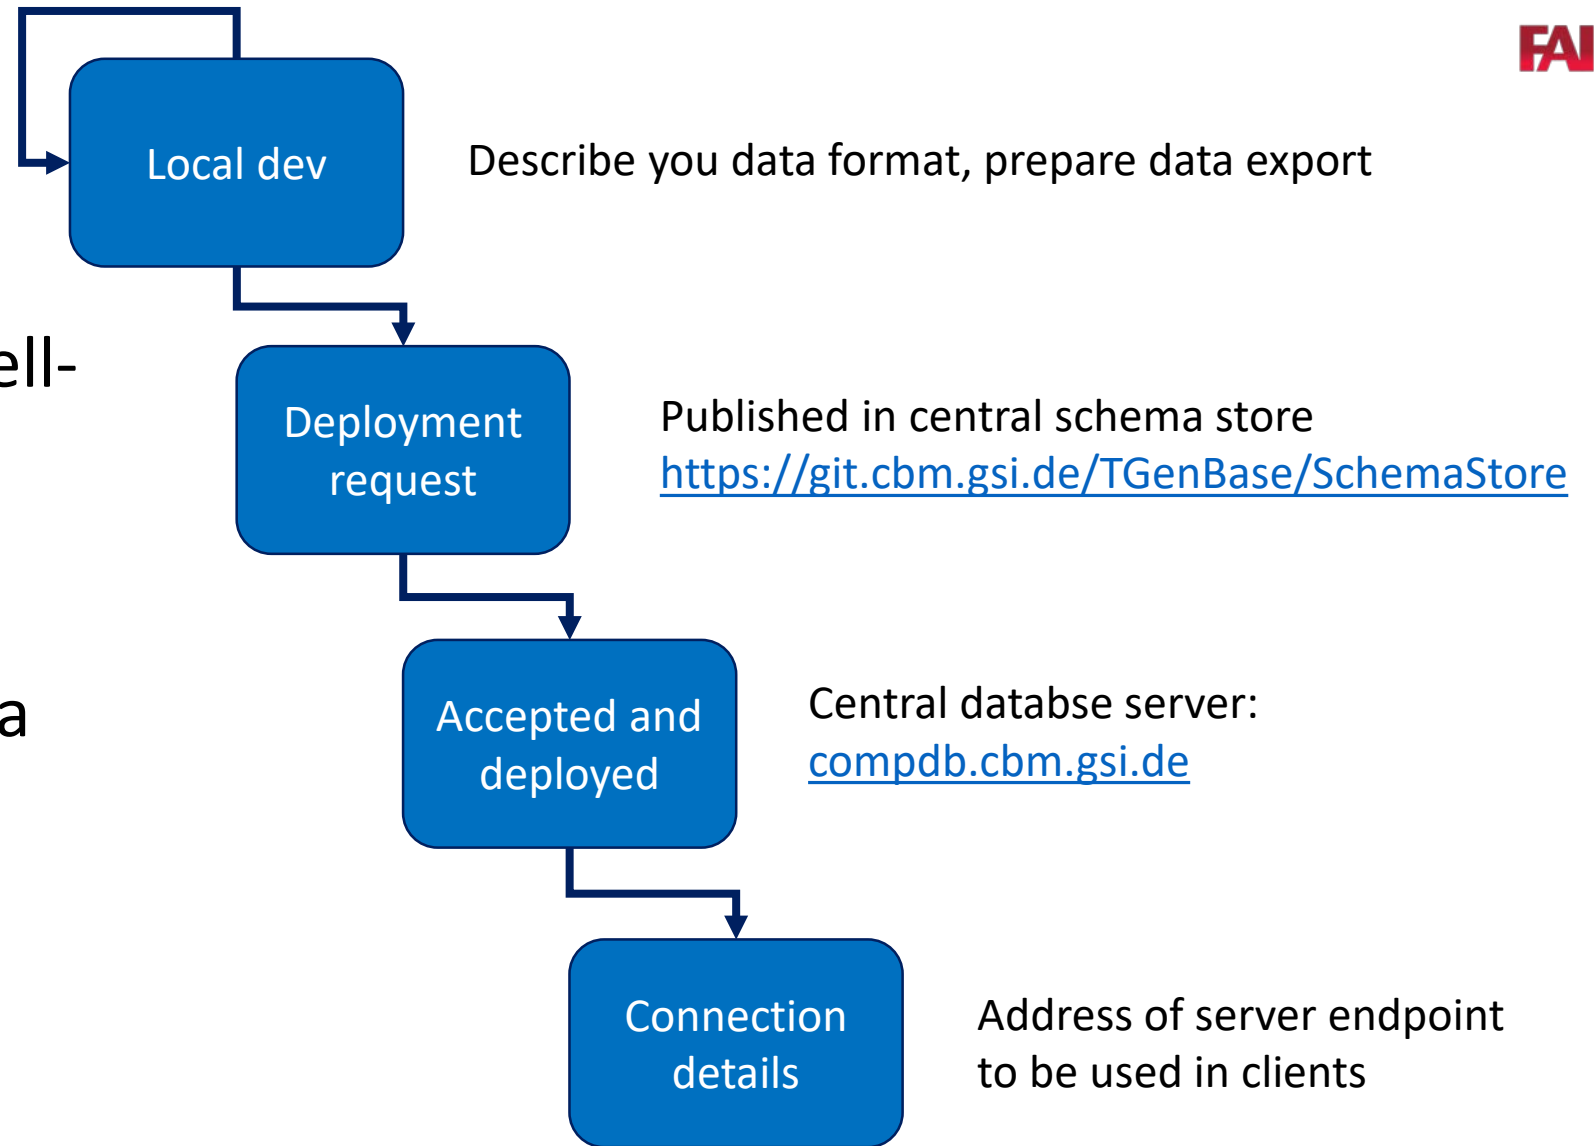 FAI
Local dev
Describe you data format, prepare data export
ell-
Deployment
request
Published in central schema store
https://git.cbm.gsi.de/TGenBase/SchemaStore
a
Accepted and
deployed
Central databse server:
compdb.cbm.gsi.de
Connection
details
Address of server endpoint
to be used in clients